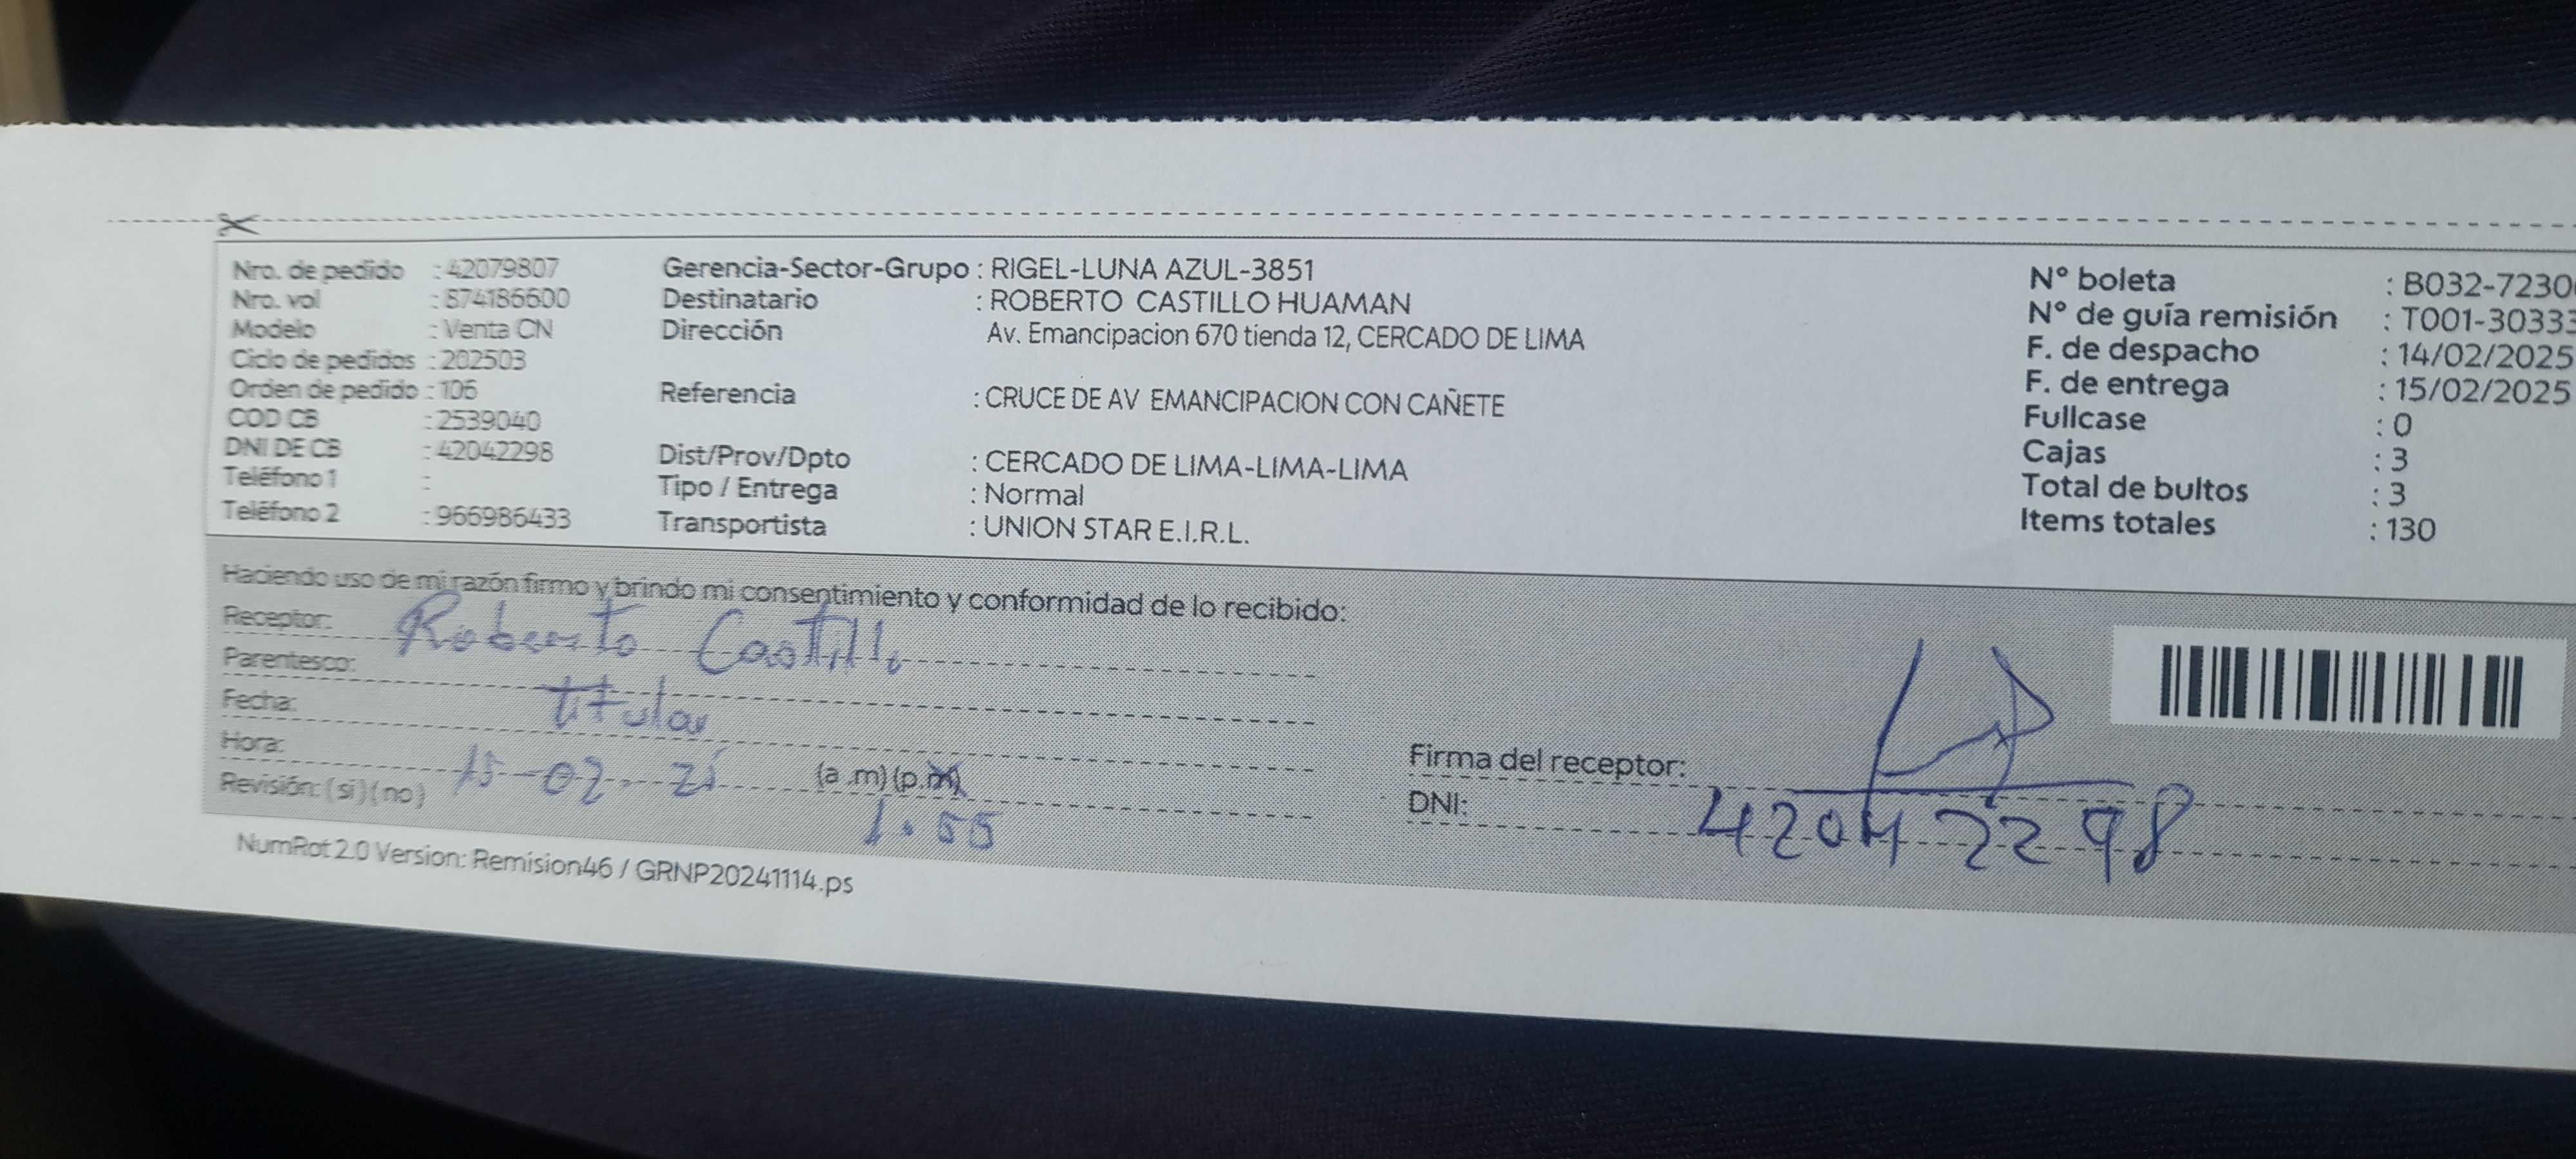 Nro. de pedido : 42079807
Nro. vol : 874186600
Modelo : Venta CN
Ciclo de pedidos : 202503
Orden de pedido : 106
COD CB : 2539040
DNI DE CB : 42042298
Teléfono 1 :
Teléfono 2 : 966986433
Gerencia-Sector-Grupo : RIGEL-LUNA AZUL-3851
Destinatario : ROBERTO CASTILLO HUAMAN
Dirección Av. Emancipacion 670 tienda 12, CERCADO DE LIMA
Referencia : CRUCE DE AV EMANCIPACION CON CAÑETE
Dist/Prov/Dpto : CERCADO DE LIMA-LIMA-LIMA
Tipo / Entrega : Normal
Transportista : UNION STAR E.I.R.L.
N° boleta : B032-7230
N° de guía remisión : T001-30333
F. de despacho : 14/02/2025
F. de entrega : 15/02/2025
Fullcase : 0
Cajas : 3
Total de bultos : 3
Items totales : 130
Haciendo uso de mi razón firmo y brindo mi consentimiento y conformidad de lo recibido:
Receptor: Roberto Castillo
Parentesco: titular
Fecha: 15-02-25
Hora: (a .m) (p.m) 1.55
Revisión: (si) (no)
Firma del receptor:
DNI: 42042298
NumRot 2.0 Version: Remision46 / GRNP20241114.ps